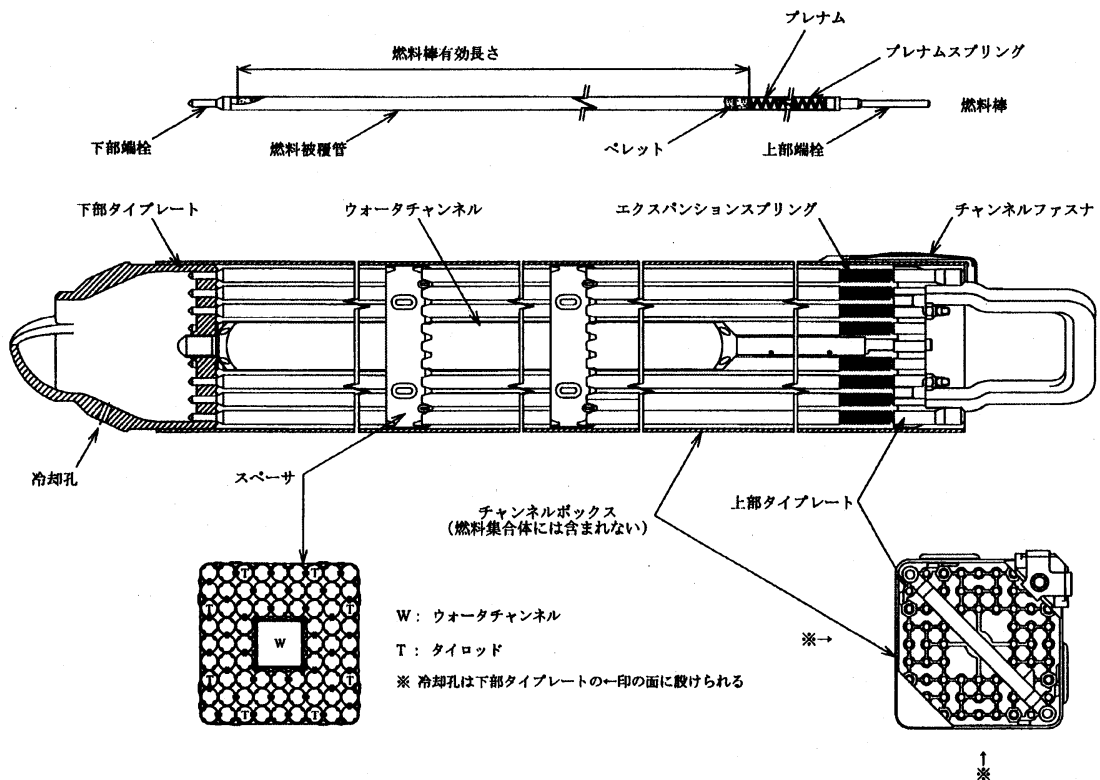 プレナム
燃料棒有効長さ
プレナムスプリング
燃料棒
下部端栓
燃料被覆管
ペレット
上部端栓
下部タイプレート
ウォータチャンネル
エクスパンションスプリング
チャンネルファスナ
冷却孔
スペーサ
チャンネルボックス
(燃料集合体には含まれない)
上部タイプレート
T T
T T
W
T T
T T
W: ウォータチャンネル
T: タイロッド
※ 冷却孔は下部タイプレートの←印の面に設けられる
※→
↑
※